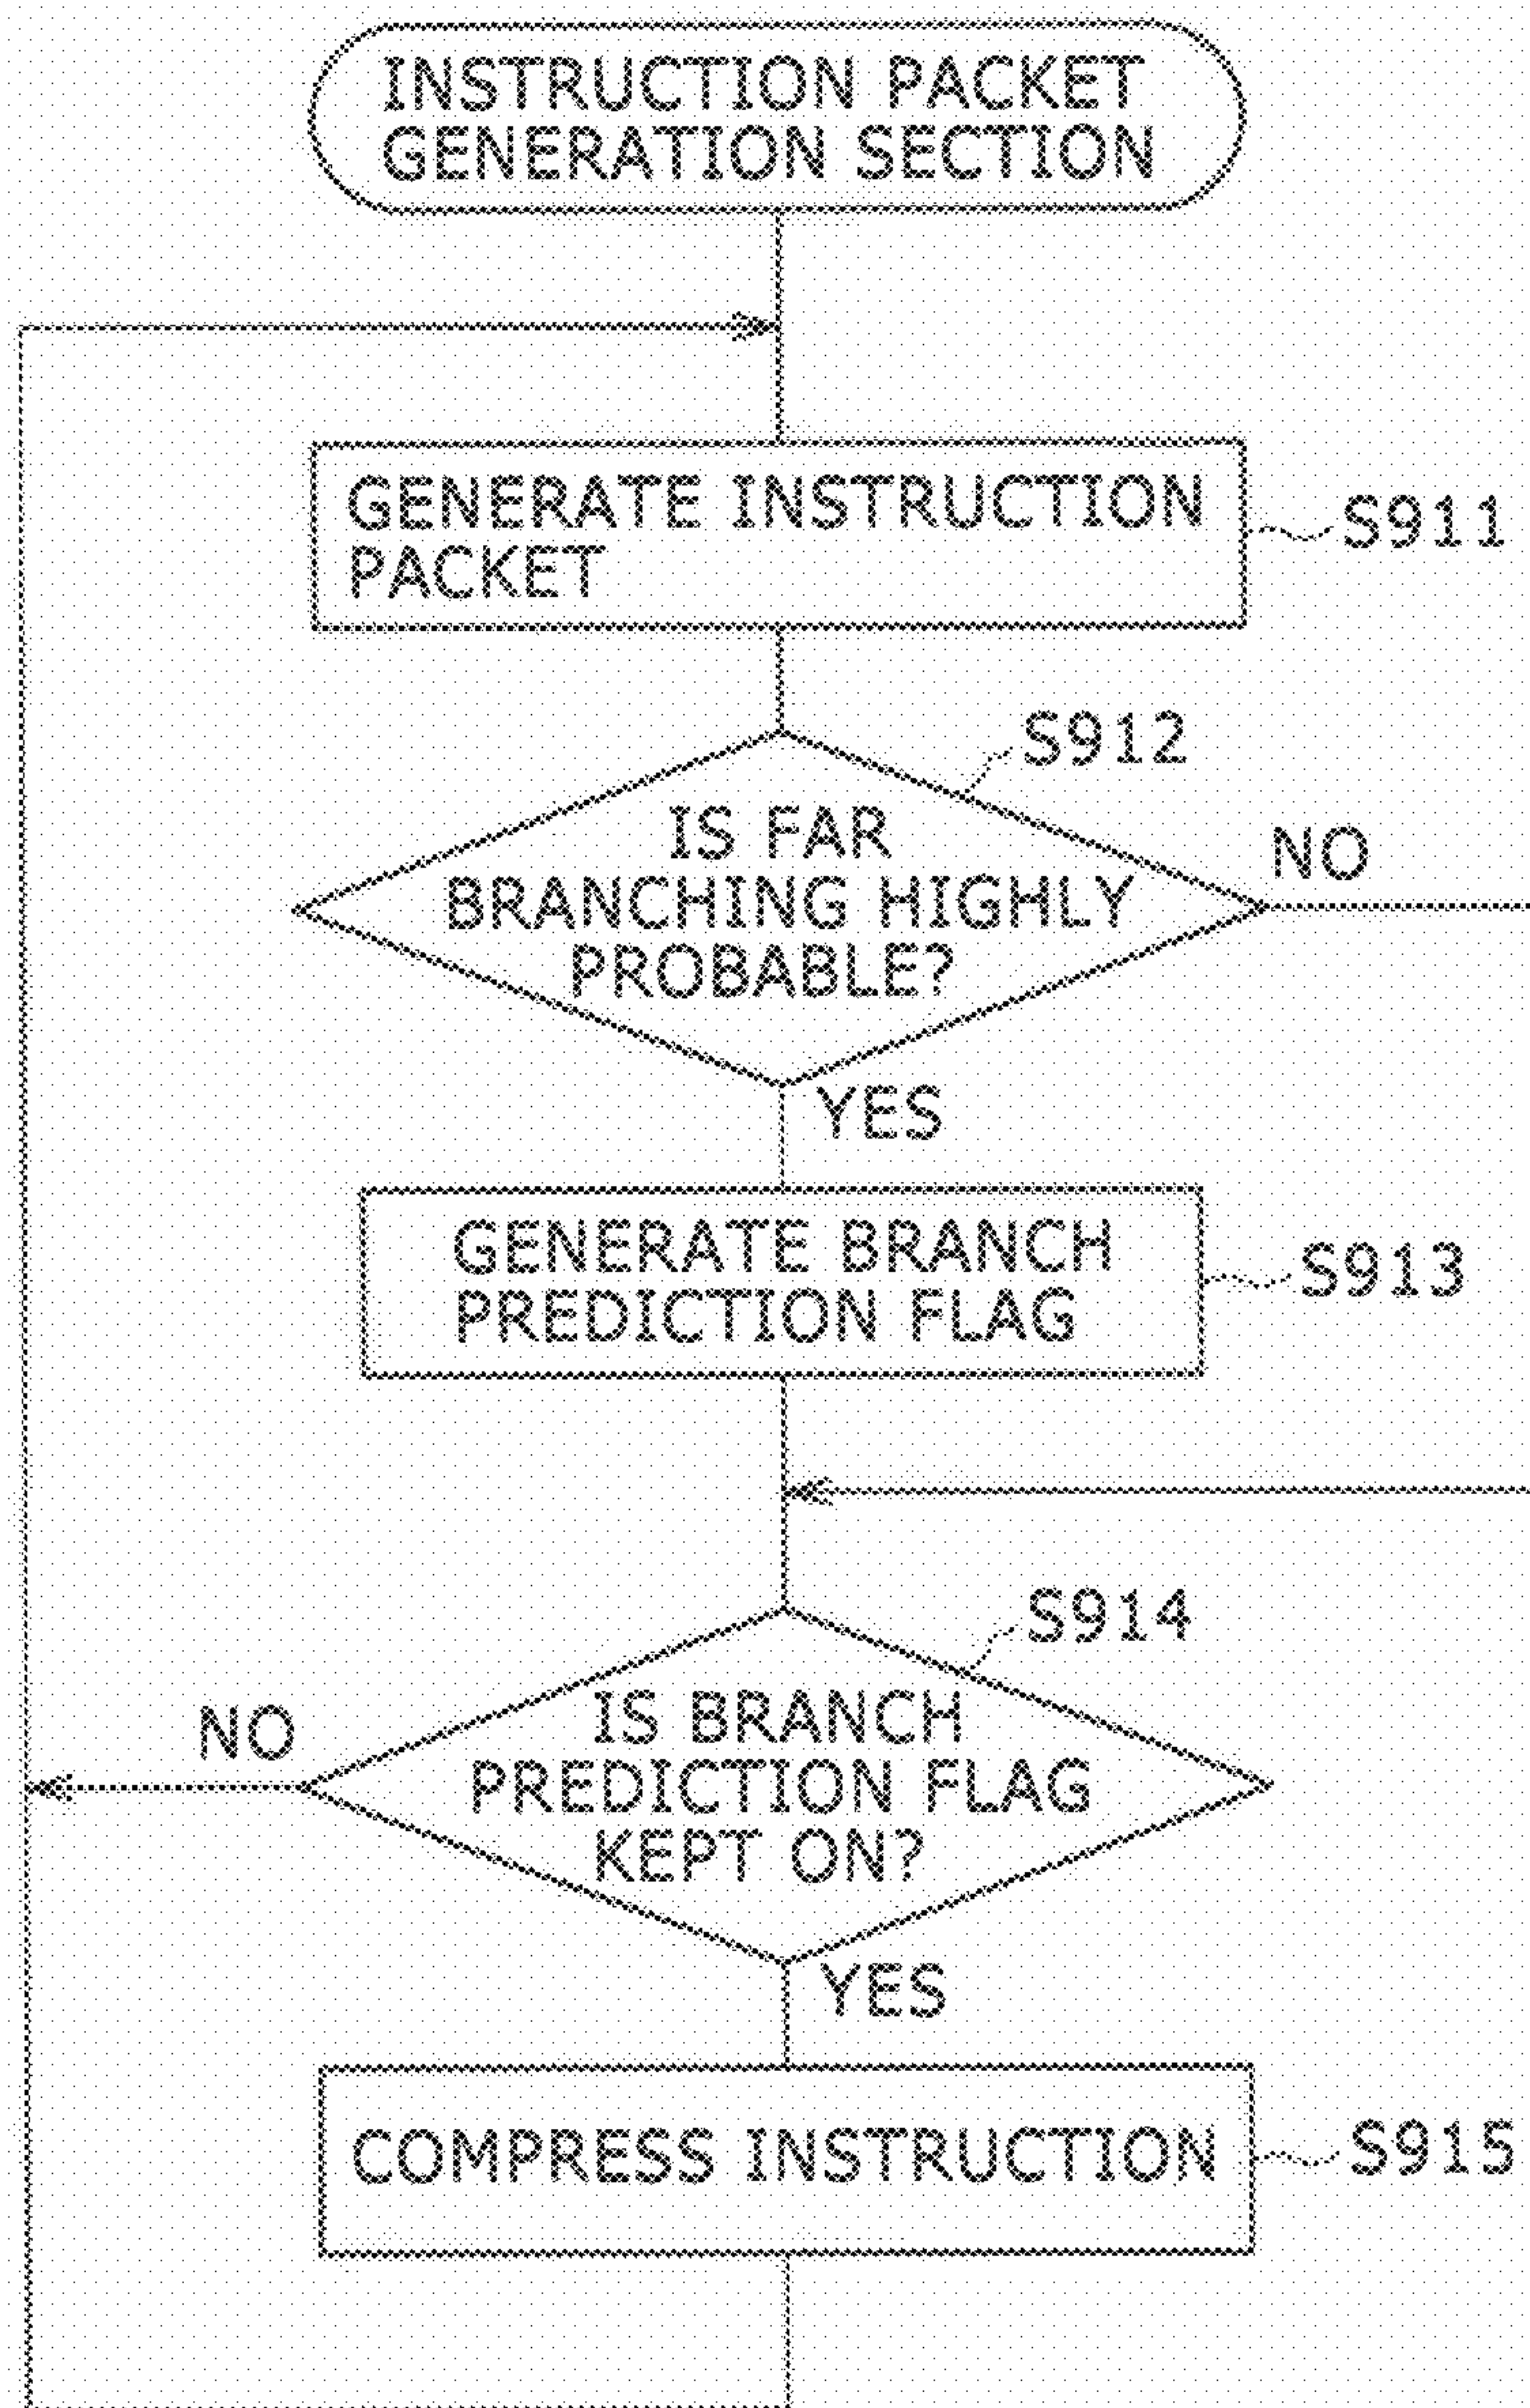 INSTRUCTION PACKET
GENERATION SECTION
GENERATE INSTRUCTION
PACKET
S911
S912
IS FAR
BRANCHING HIGHLY
PROBABLE?
NO
YES
GENERATE BRANCH
PREDICTION FLAG
S913
S914
IS BRANCH
PREDICTION FLAG
KEPT ON?
NO
YES
COMPRESS INSTRUCTION
S915